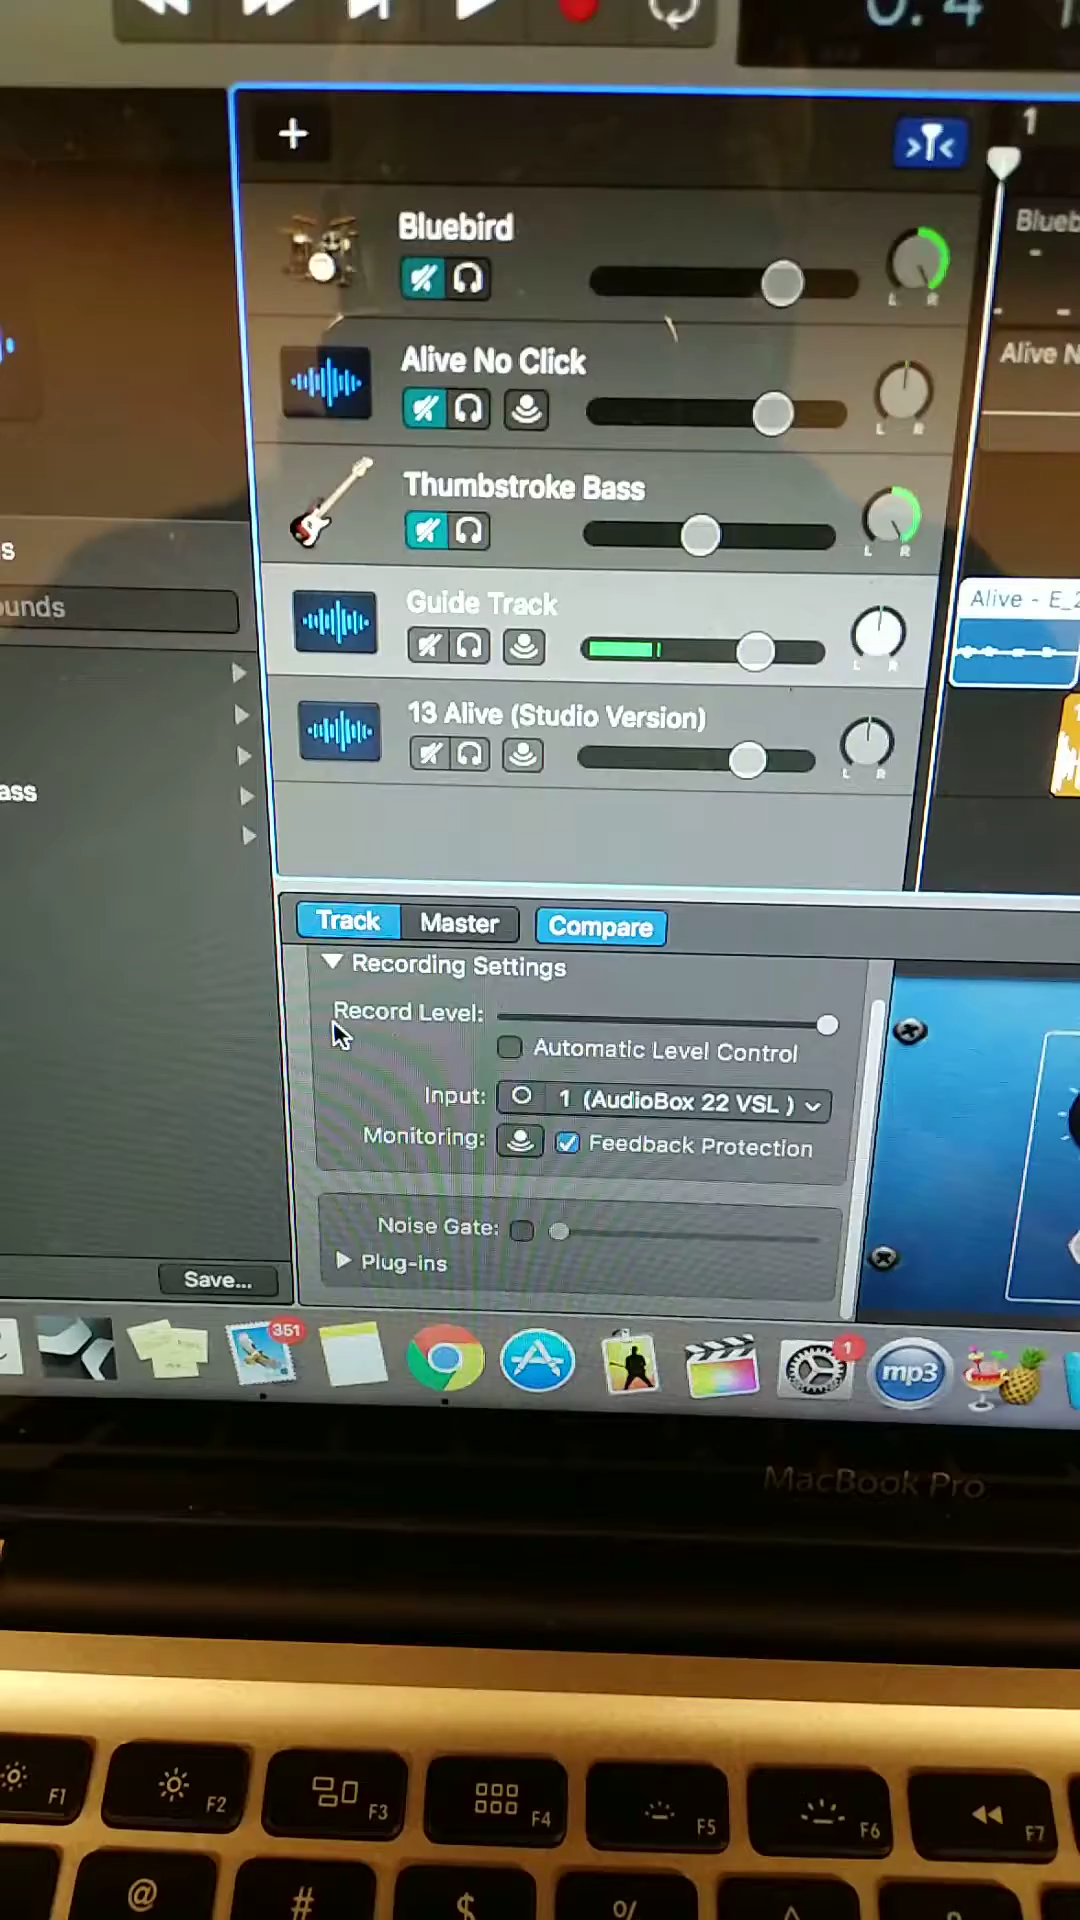 0. 4
1
Bluebird
L R
Blueb
Alive No Click
L R
Alive N
Thumbstroke Bass
L R
s
Guide Track
L R
Alive - E_2
ounds
13 Alive (Studio Version)
L R
ass
Track Master Compare
Recording Settings
Record Level:
Automatic Level Control
Input: 1 (AudioBox 22 VSL )
Monitoring: Feedback Protection
Noise Gate:
Plug-ins
Save...
351
1
mp3
MacBook Pro
F1 F2 F3 F4 F5 F6 F7
@ # $ %